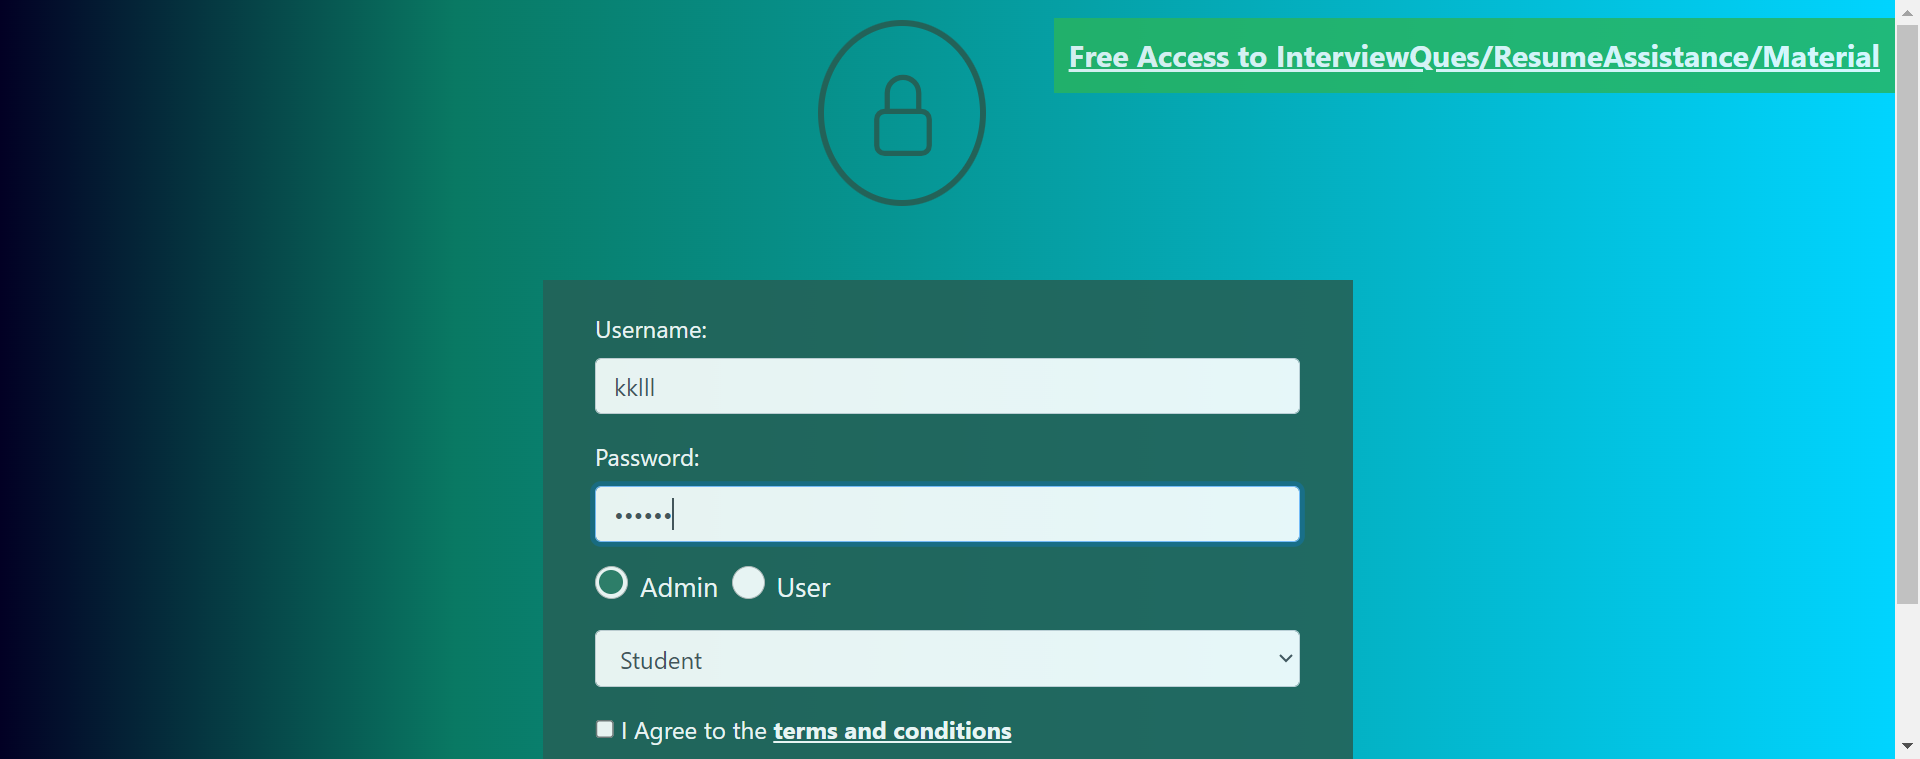 Free Access to InterviewQues/ResumeAssistance/Material
Username:
kklll
Password:
••••••
Admin User
Student
I Agree to the terms and conditions